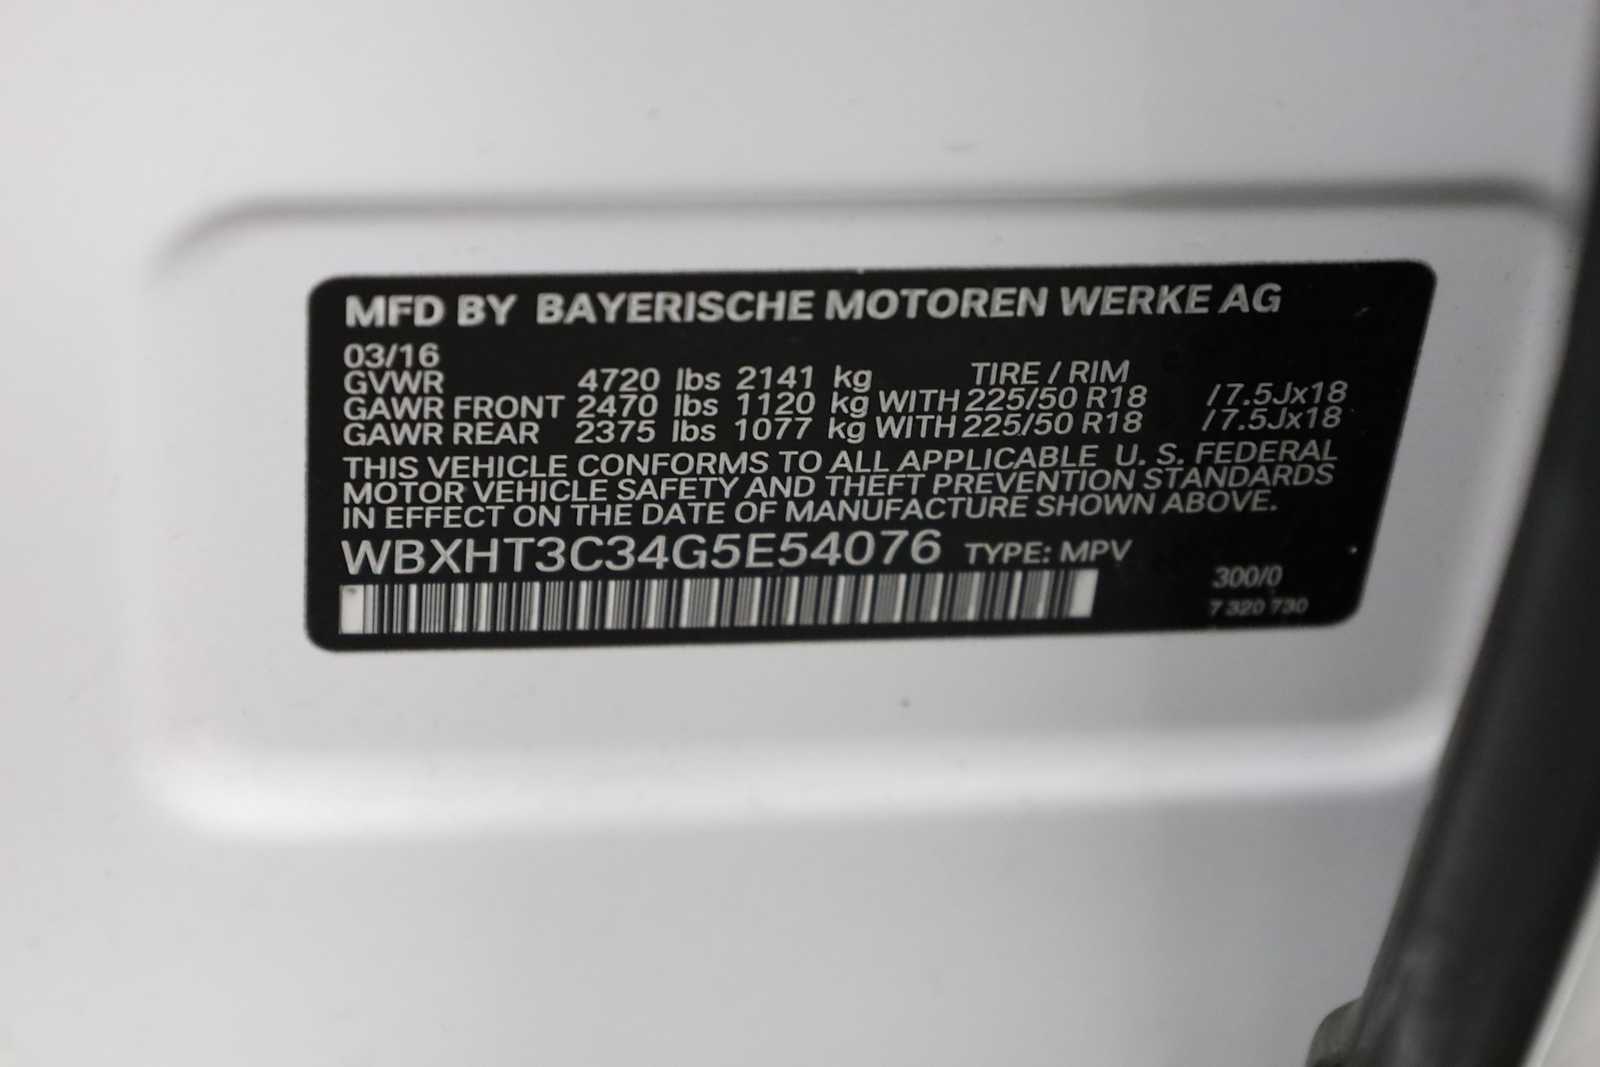 MFD BY BAYERISCHE MOTOREN WERKE AG
03/16
GVWR 4720 lbs 2141 kg TIRE / RIM
GAWR FRONT 2470 lbs 1120 kg WITH 225/50 R18 / 7.5Jx18
GAWR REAR 2375 lbs 1077 kg WITH 225/50 R18 / 7.5Jx18
THIS VEHICLE CONFORMS TO ALL APPLICABLE U. S. FEDERAL
MOTOR VEHICLE SAFETY AND THEFT PREVENTION STANDARDS
IN EFFECT ON THE DATE OF MANUFACTURE SHOWN ABOVE.
WBXHT3C34G5E54076 TYPE: MPV
300/0
7 320 730